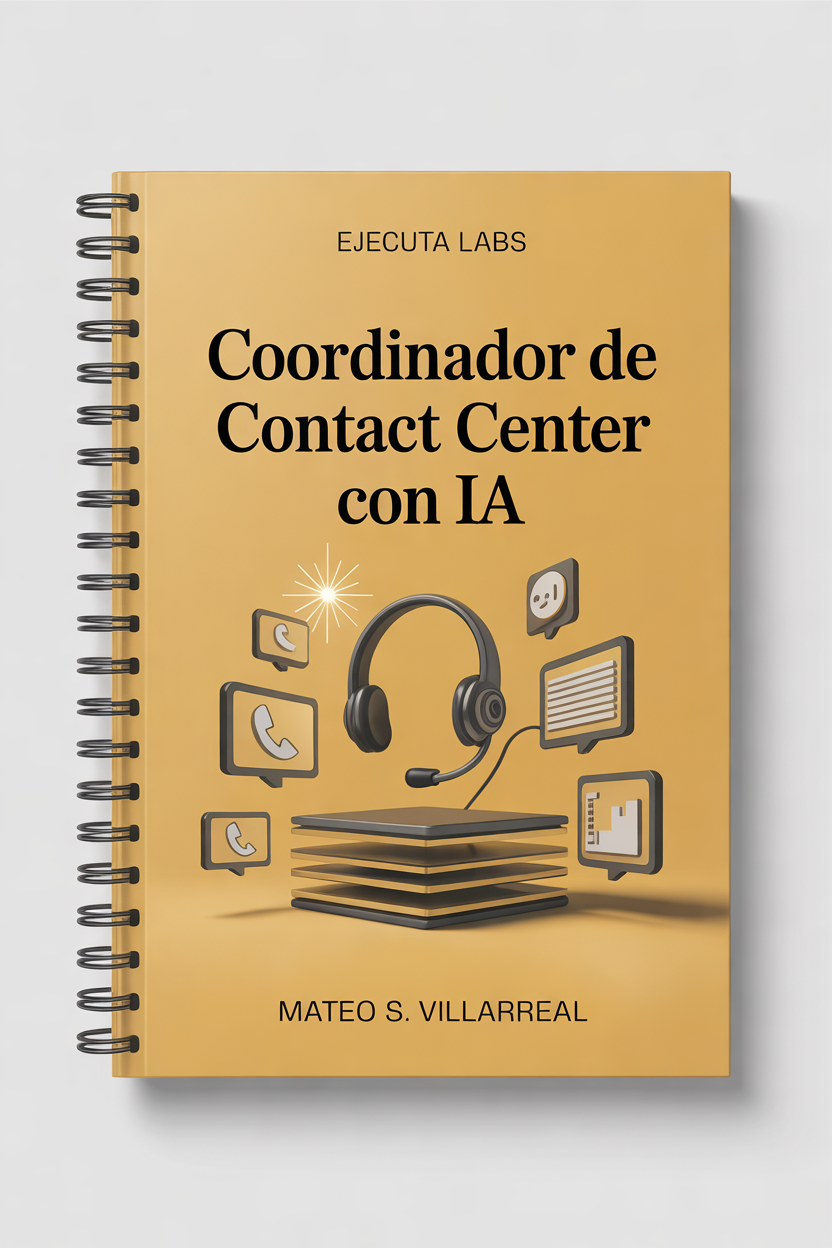 EJECUTA LABS
Coordinador de
Contact Center
con IA
MATEO S. VILLARREAL